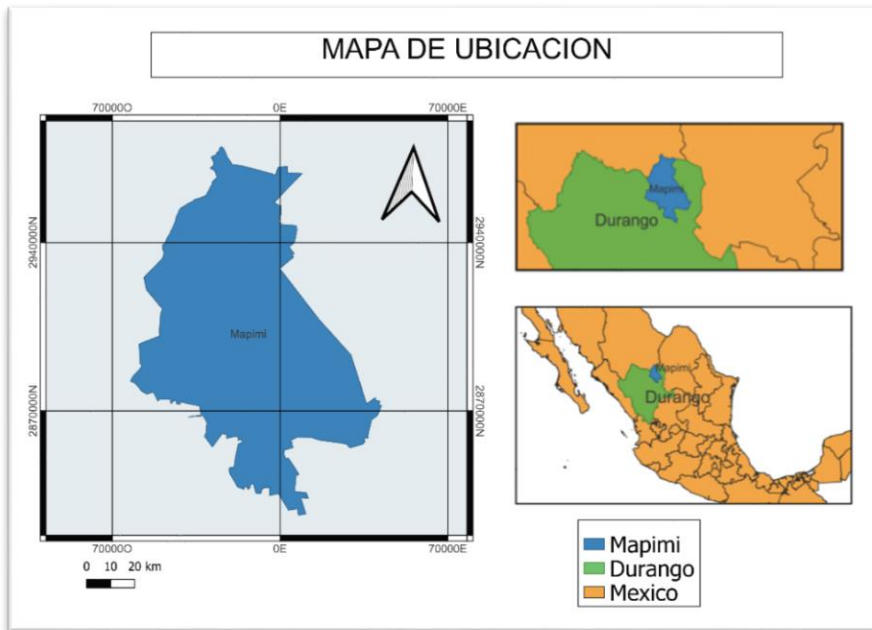 MAPA DE UBICACION
70000O 0E 70000E
2940000N 2940000N
Mapimi
2870000N 2870000N
70000O 0E 70000E
0 10 20 km
Mapimi
Durango
Mapimi
Durango
Mapimi
Durango
Mexico